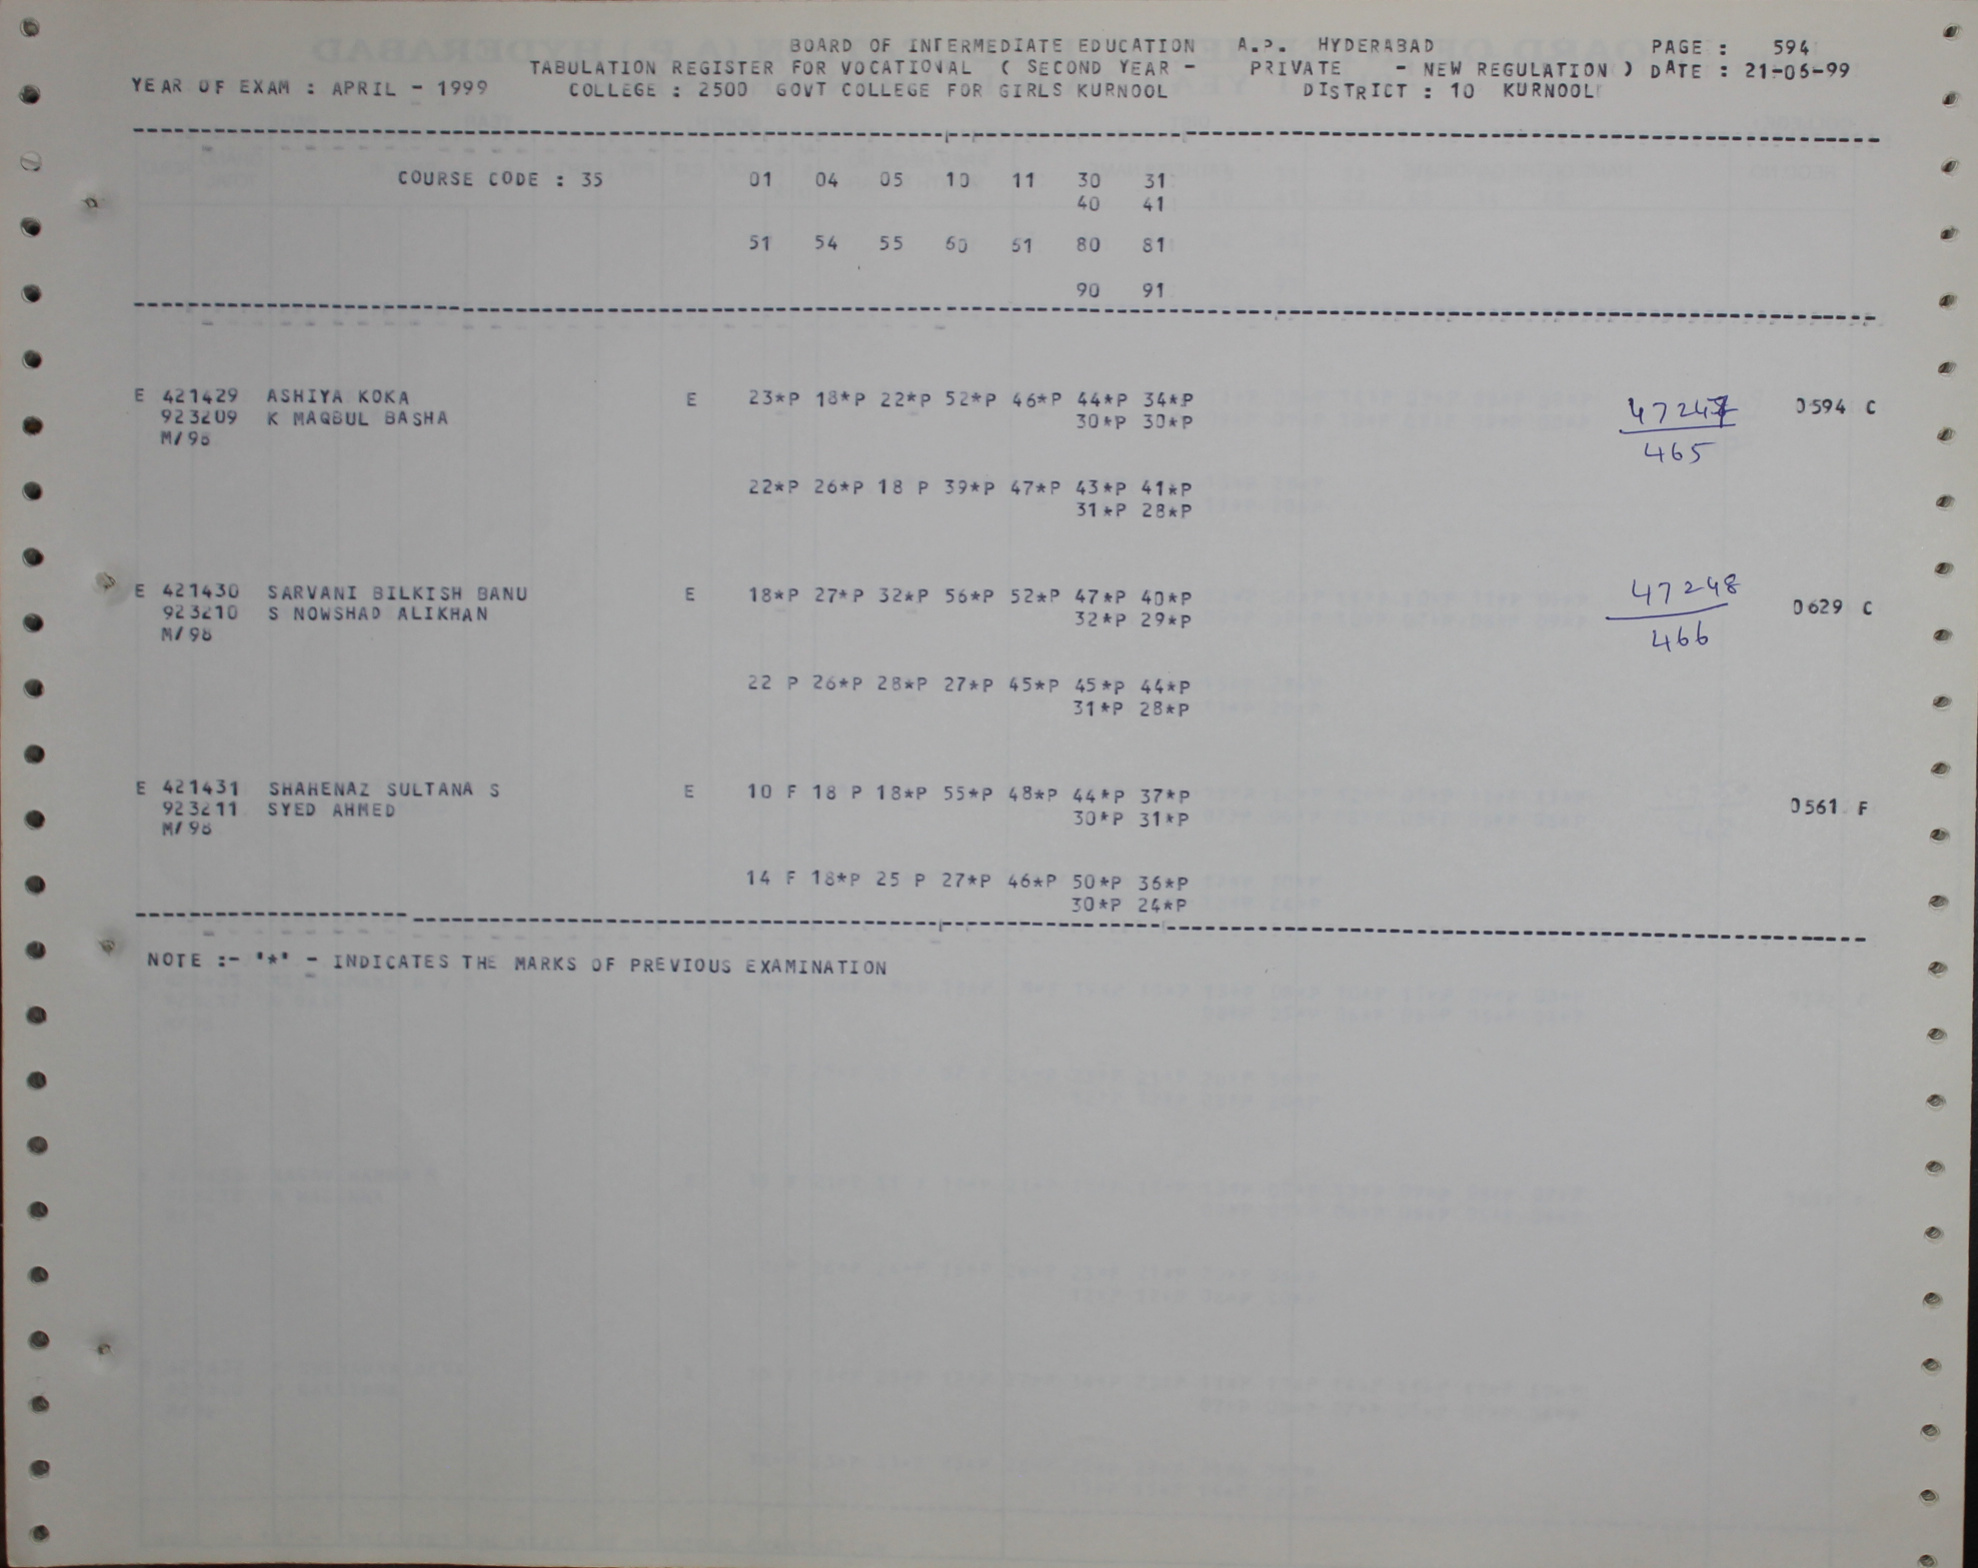 BOARD OF INTERMEDIATE EDUCATION A.P. HYDERABAD PAGE : 594
TABULATION REGISTER FOR VOCATIONAL ( SECOND YEAR - PRIVATE - NEW REGULATION ) DATE : 21-06-99
YEAR OF EXAM : APRIL - 1999 COLLEGE : 2500 GOVT COLLEGE FOR GIRLS KURNOOL DISTRICT : 10 KURNOOL
COURSE CODE : 35 01 04 05 10 11 30 31
40 41
51 54 55 60 61 80 81
90 91
E 421429 ASHIYA KOKA E 23*P 18*P 22*P 52*P 46*P 44*P 34*P 47247 0594 C
923209 K MAQBUL BASHA 30*P 30*P
M/98 465
22*P 26*P 18 P 39*P 47*P 43*P 41*P
31*P 28*P
E 421430 SARVANI BILKISH BANU E 18*P 27*P 32*P 56*P 52*P 47*P 40*P 47248 0629 C
923210 S NOWSHAD ALIKHAN 32*P 29*P
M/98 466
22 P 26*P 28*P 27*P 45*P 45*P 44*P
31*P 28*P
E 421431 SHAHENAZ SULTANA S E 10 F 18 P 18*P 55*P 48*P 44*P 37*P 0561 F
923211 SYED AHMED 30*P 31*P
M/98
14 F 18*P 25 P 27*P 46*P 50*P 36*P
30*P 24*P
NOTE :- '*' - INDICATES THE MARKS OF PREVIOUS EXAMINATION